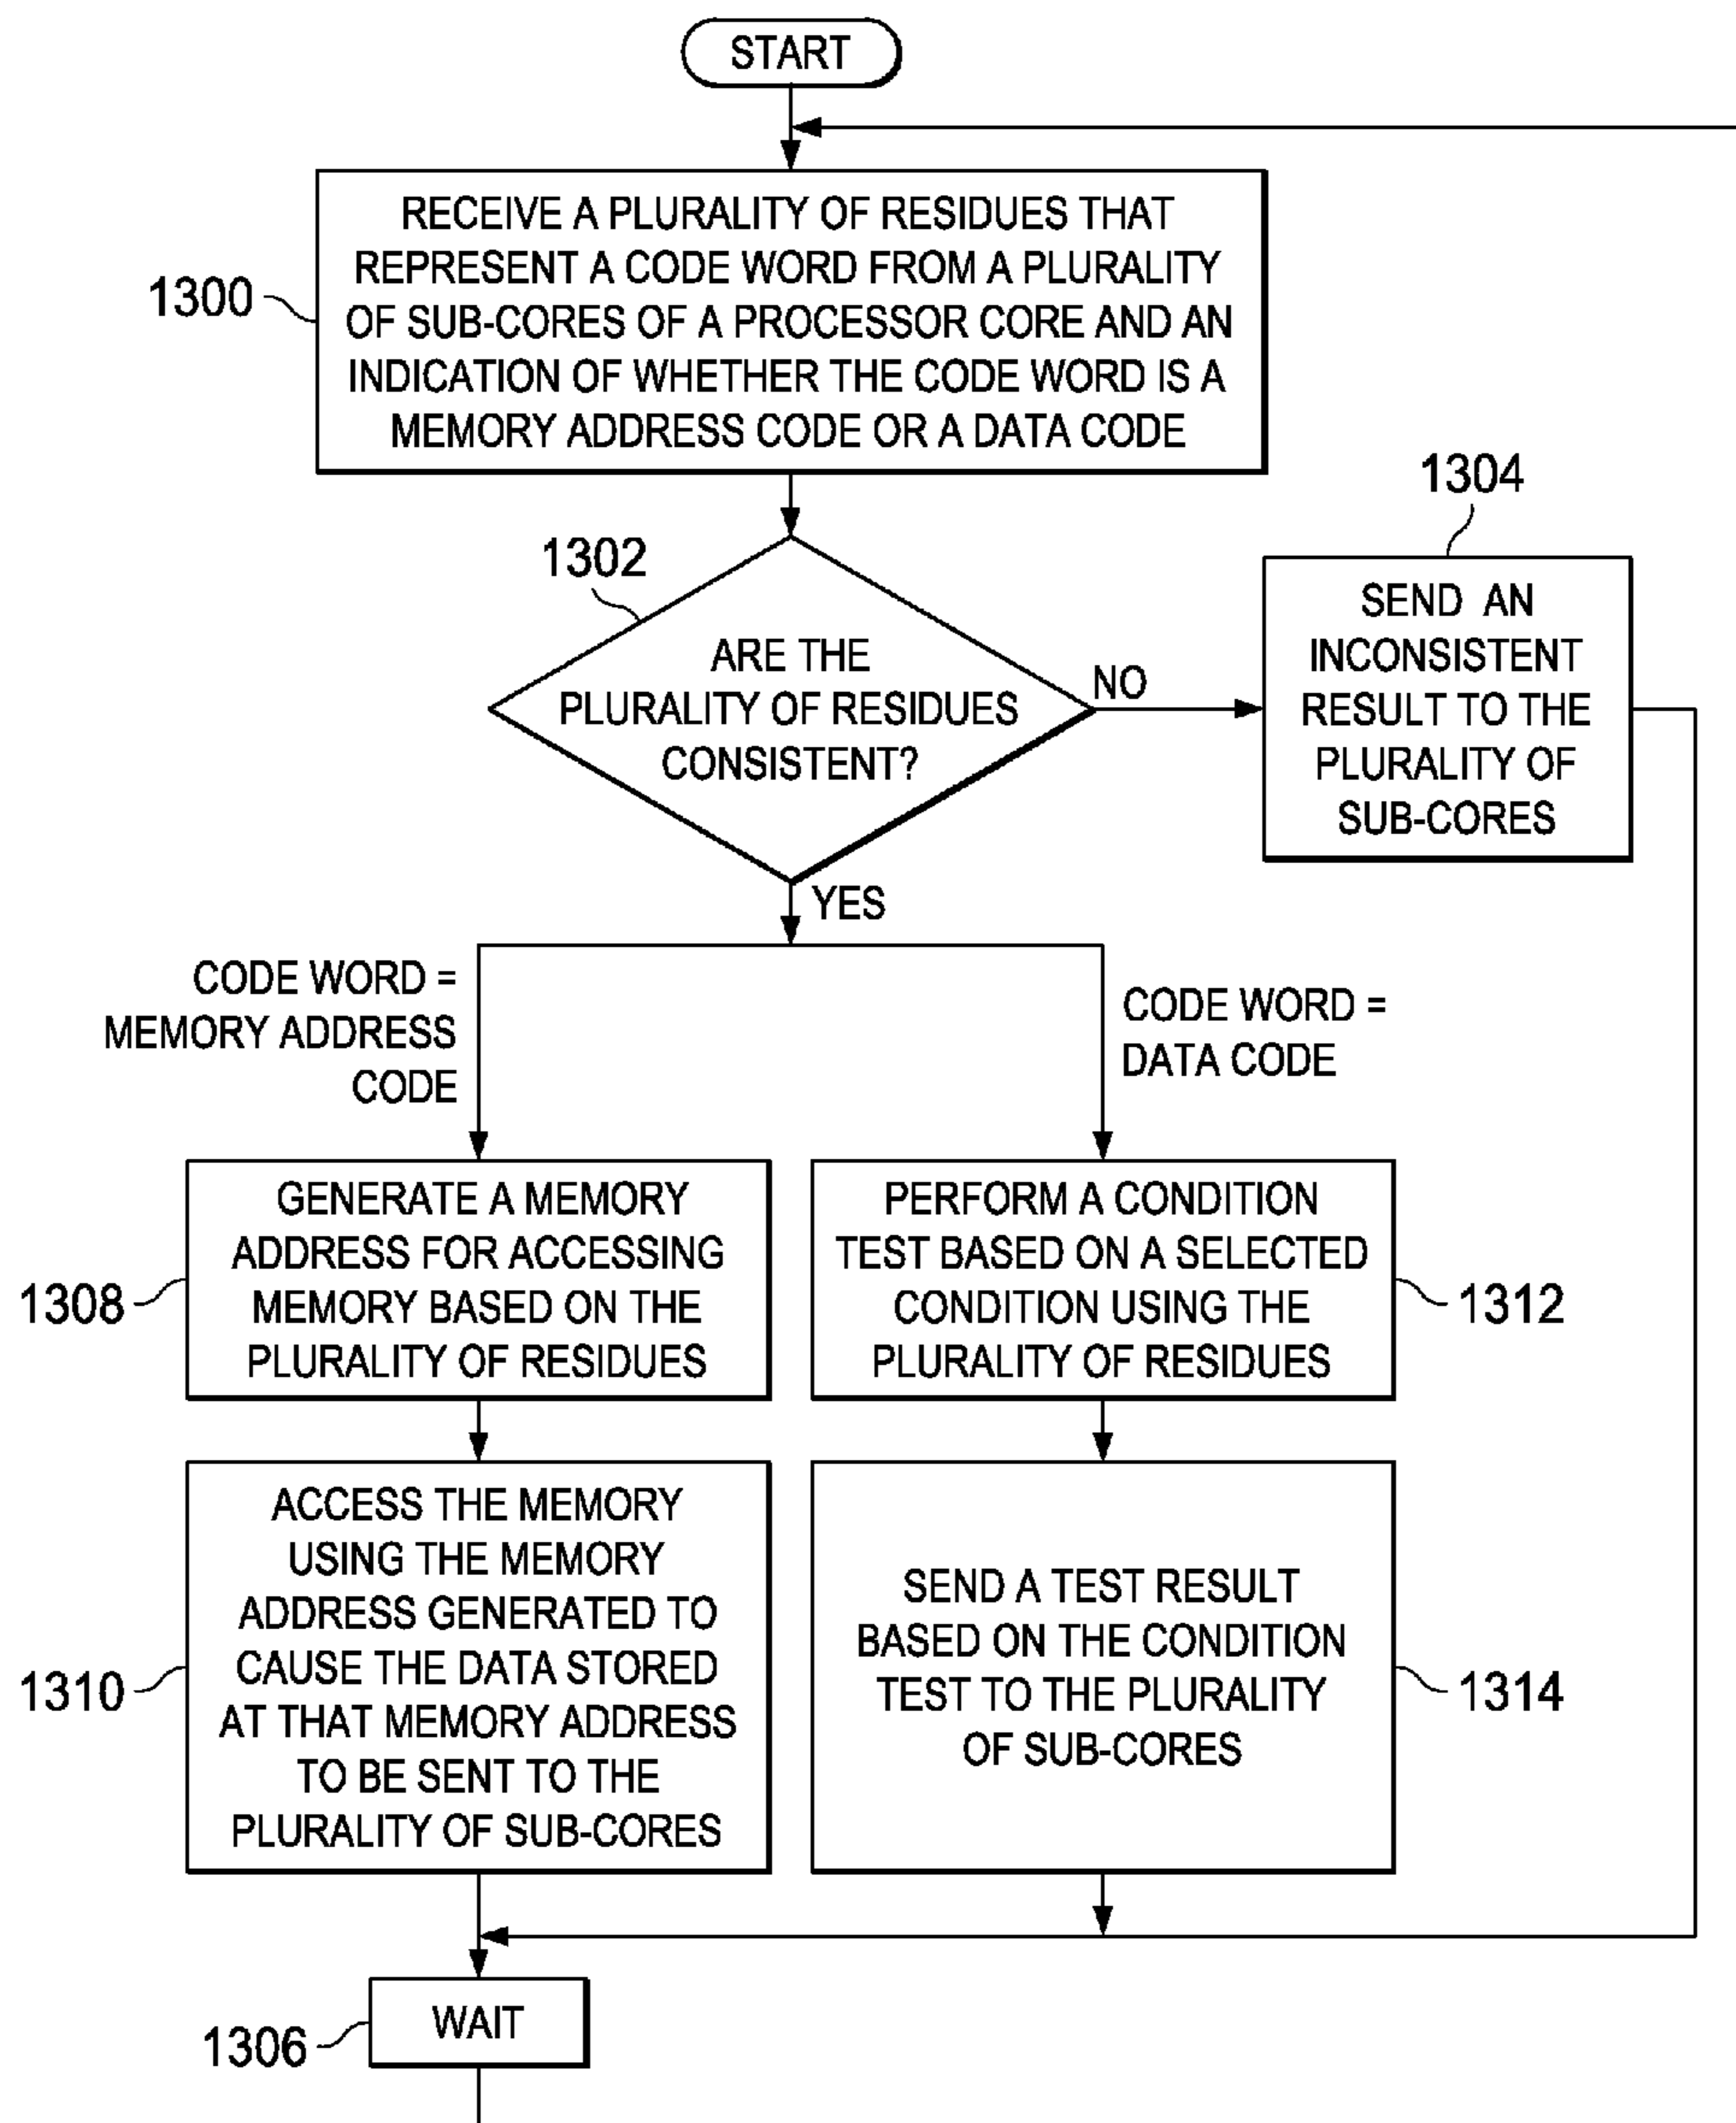 START
RECEIVE A PLURALITY OF RESIDUES THAT
REPRESENT A CODE WORD FROM A PLURALITY
OF SUB-CORES OF A PROCESSOR CORE AND AN
INDICATION OF WHETHER THE CODE WORD IS A
MEMORY ADDRESS CODE OR A DATA CODE
1300
1302
ARE THE
PLURALITY OF RESIDUES
CONSISTENT?
NO
1304
SEND AN
INCONSISTENT
RESULT TO THE
PLURALITY OF
SUB-CORES
YES
CODE WORD =
MEMORY ADDRESS
CODE
CODE WORD =
DATA CODE
GENERATE A MEMORY
ADDRESS FOR ACCESSING
MEMORY BASED ON THE
PLURALITY OF RESIDUES
1308
PERFORM A CONDITION
TEST BASED ON A SELECTED
CONDITION USING THE
PLURALITY OF RESIDUES
1312
ACCESS THE MEMORY
USING THE MEMORY
ADDRESS GENERATED TO
CAUSE THE DATA STORED
AT THAT MEMORY ADDRESS
TO BE SENT TO THE
PLURALITY OF SUB-CORES
1310
SEND A TEST RESULT
BASED ON THE CONDITION
TEST TO THE PLURALITY
OF SUB-CORES
1314
WAIT
1306